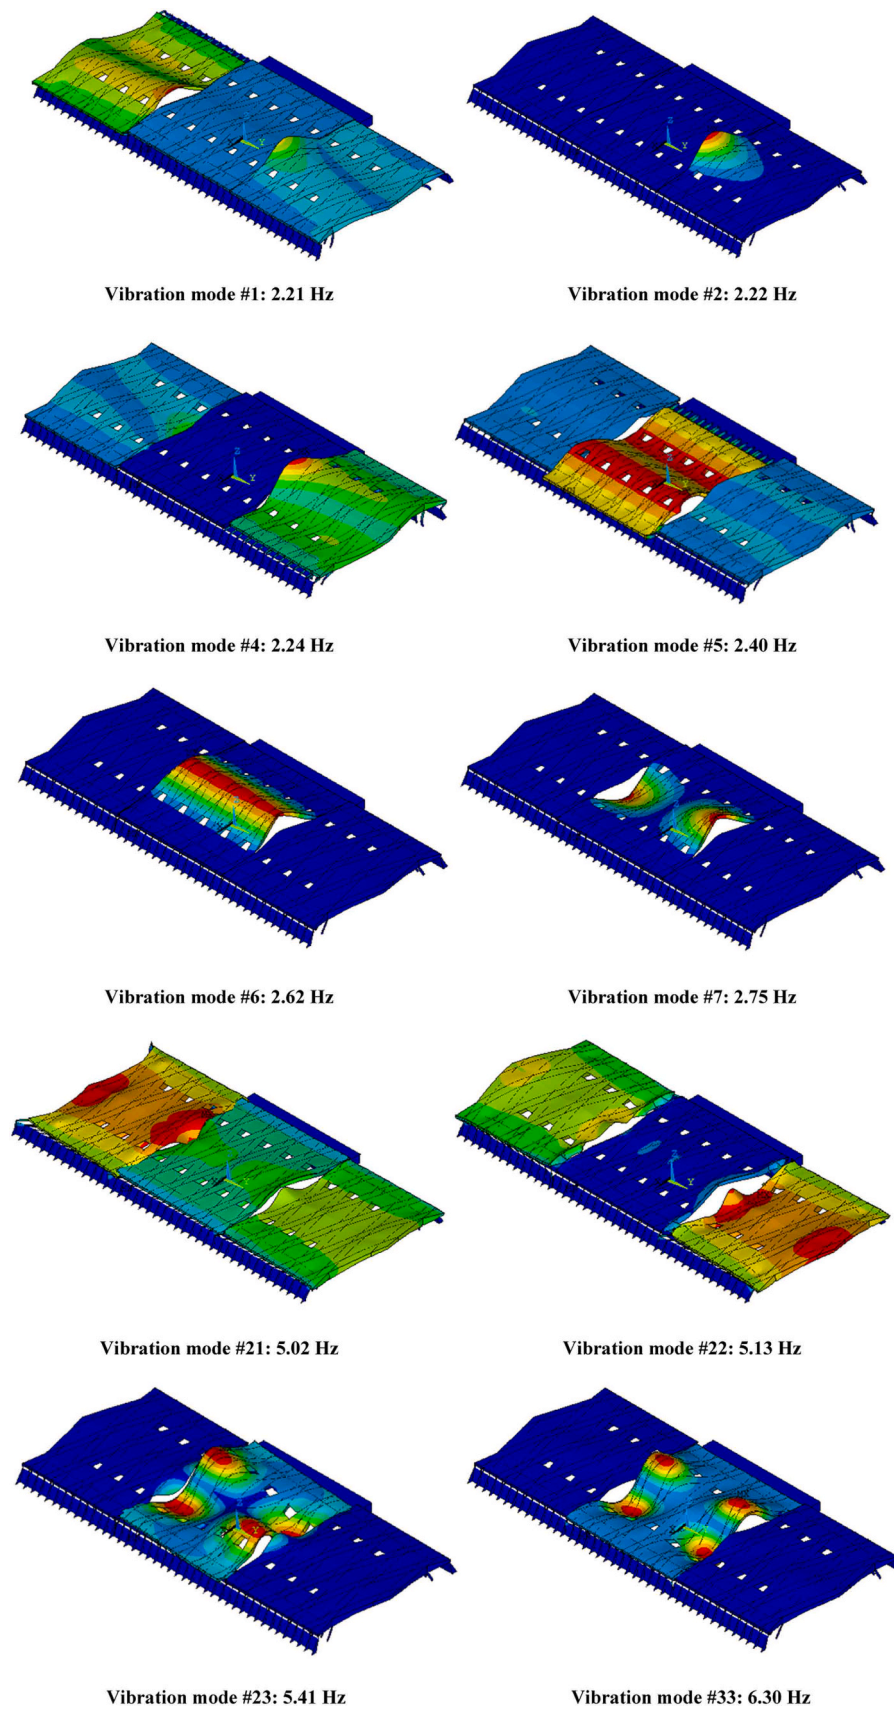 Vibration mode #1: 2.21 Hz
Vibration mode #2: 2.22 Hz
Vibration mode #4: 2.24 Hz
Vibration mode #5: 2.40 Hz
Vibration mode #6: 2.62 Hz
Vibration mode #7: 2.75 Hz
Vibration mode #21: 5.02 Hz
Vibration mode #22: 5.13 Hz
Vibration mode #23: 5.41 Hz
Vibration mode #33: 6.30 Hz